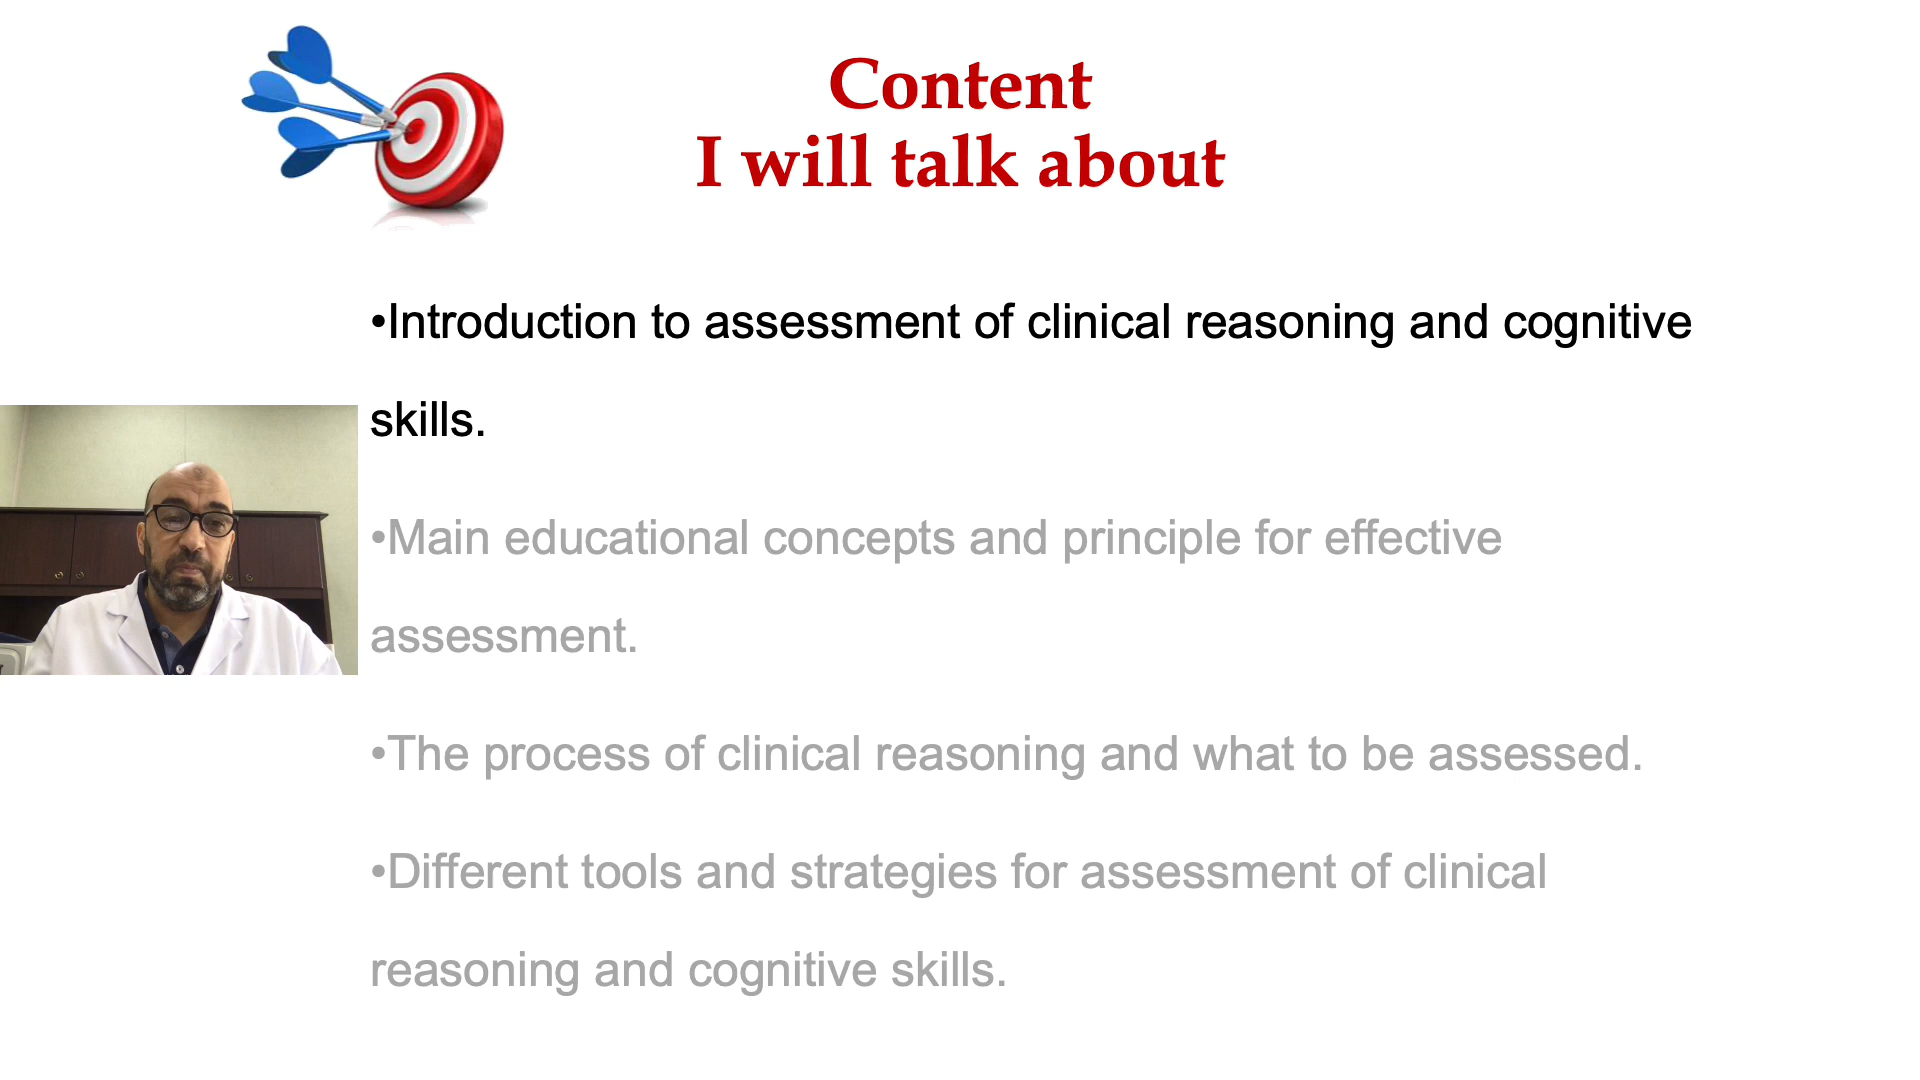 Content
I will talk about
•Introduction to assessment of clinical reasoning and cognitive
skills.
•Main educational concepts and principle for effective
assessment.
•The process of clinical reasoning and what to be assessed.
•Different tools and strategies for assessment of clinical
reasoning and cognitive skills.